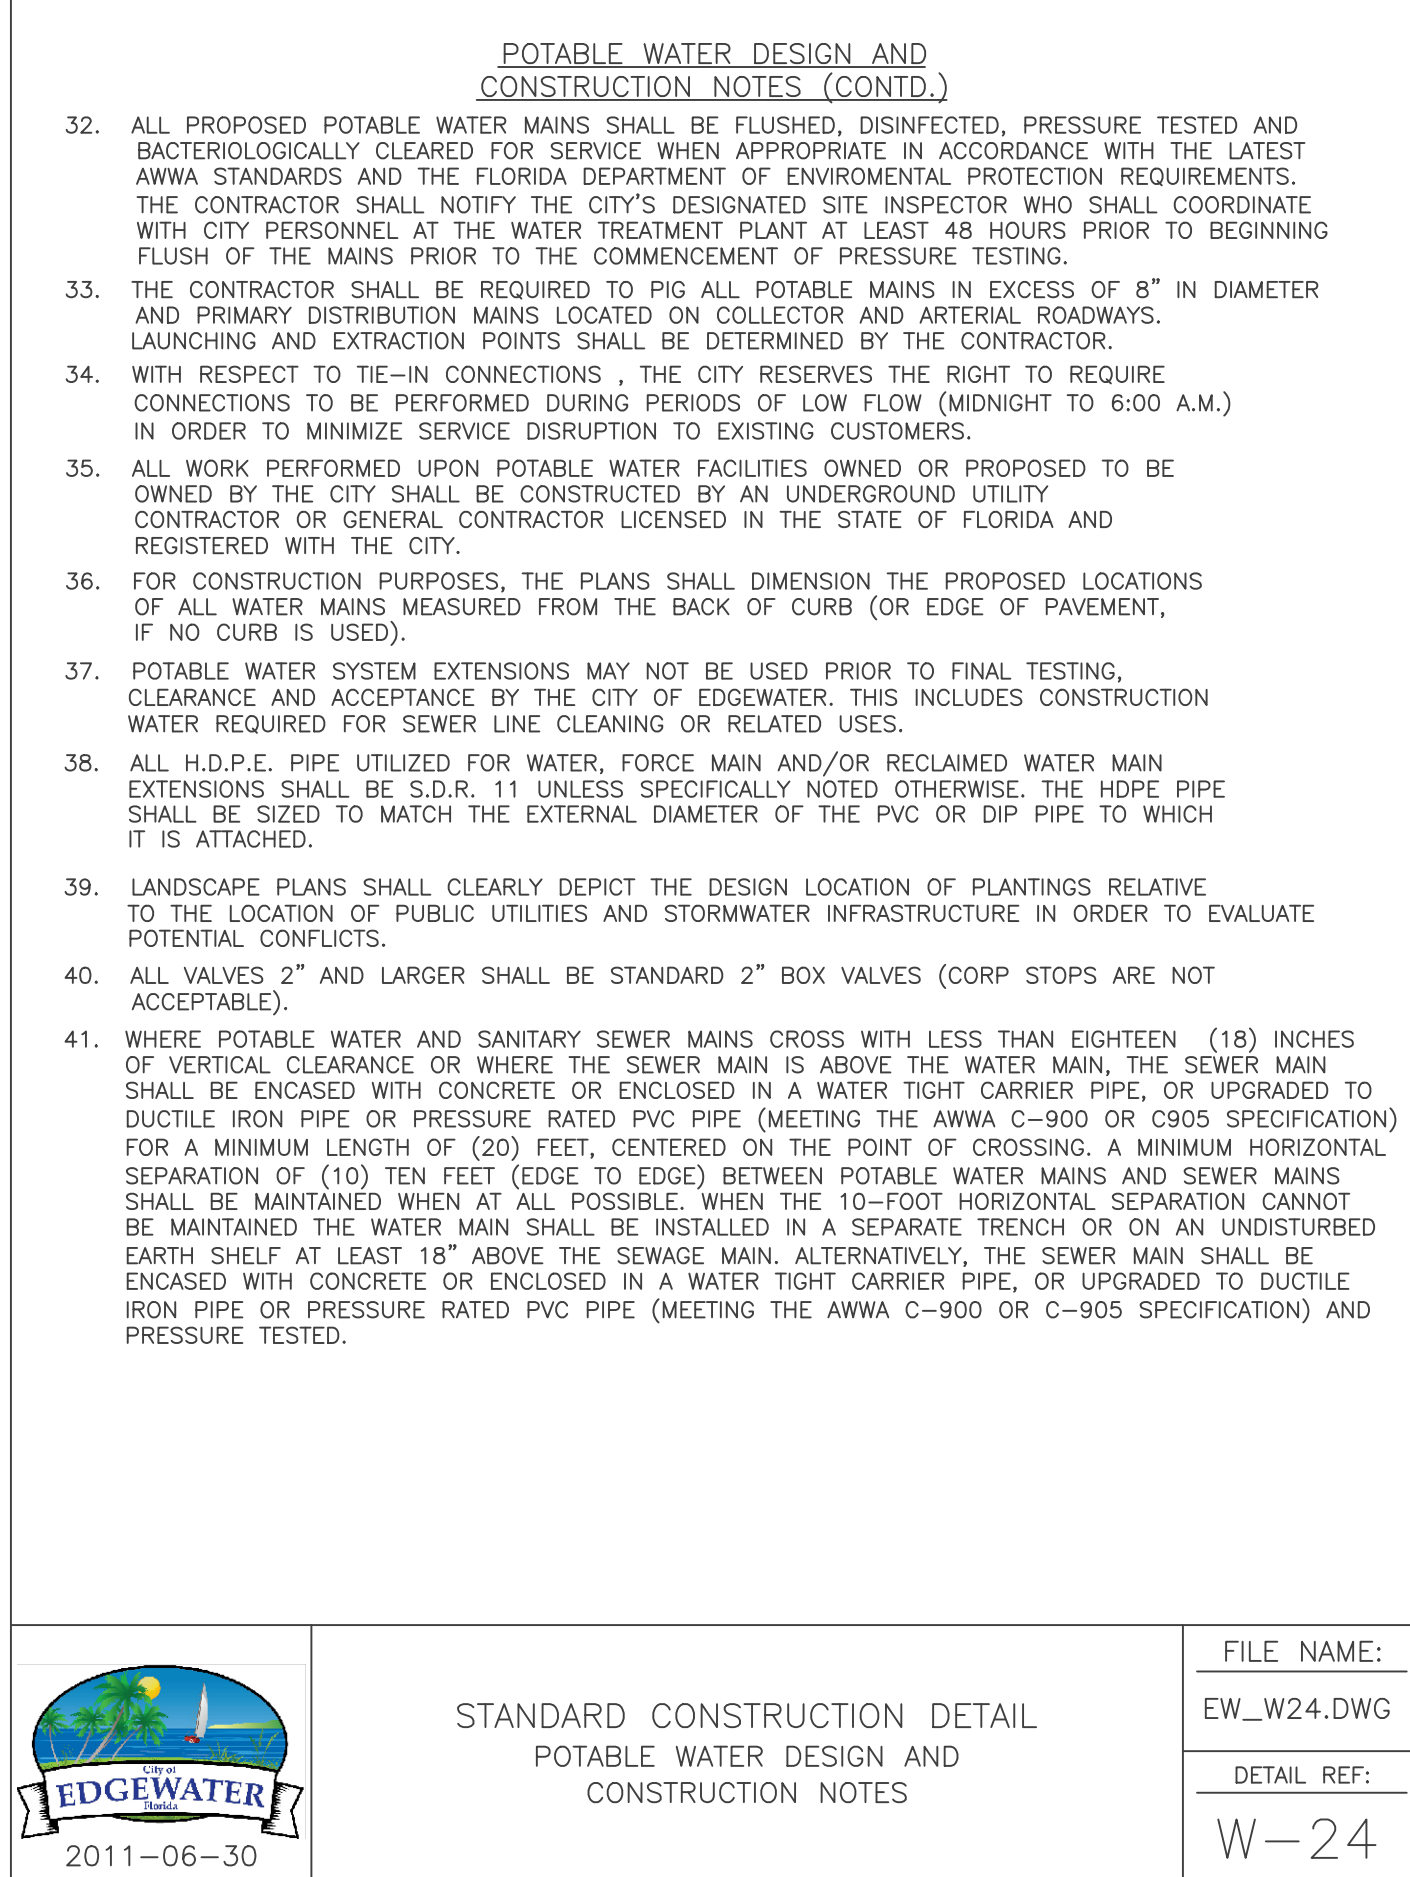 POTABLE WATER DESIGN AND
CONSTRUCTION NOTES (CONTD.)
32. ALL PROPOSED POTABLE WATER MAINS SHALL BE FLUSHED, DISINFECTED, PRESSURE TESTED AND
BACTERIOLOGICALLY CLEARED FOR SERVICE WHEN APPROPRIATE IN ACCORDANCE WITH THE LATEST
AWWA STANDARDS AND THE FLORIDA DEPARTMENT OF ENVIROMENTAL PROTECTION REQUIREMENTS.
THE CONTRACTOR SHALL NOTIFY THE CITY'S DESIGNATED SITE INSPECTOR WHO SHALL COORDINATE
WITH CITY PERSONNEL AT THE WATER TREATMENT PLANT AT LEAST 48 HOURS PRIOR TO BEGINNING
FLUSH OF THE MAINS PRIOR TO THE COMMENCEMENT OF PRESSURE TESTING.
33. THE CONTRACTOR SHALL BE REQUIRED TO PIG ALL POTABLE MAINS IN EXCESS OF 8" IN DIAMETER
AND PRIMARY DISTRIBUTION MAINS LOCATED ON COLLECTOR AND ARTERIAL ROADWAYS.
LAUNCHING AND EXTRACTION POINTS SHALL BE DETERMINED BY THE CONTRACTOR.
34. WITH RESPECT TO TIE-IN CONNECTIONS , THE CITY RESERVES THE RIGHT TO REQUIRE
CONNECTIONS TO BE PERFORMED DURING PERIODS OF LOW FLOW (MIDNIGHT TO 6:00 A.M.)
IN ORDER TO MINIMIZE SERVICE DISRUPTION TO EXISTING CUSTOMERS.
35. ALL WORK PERFORMED UPON POTABLE WATER FACILITIES OWNED OR PROPOSED TO BE
OWNED BY THE CITY SHALL BE CONSTRUCTED BY AN UNDERGROUND UTILITY
CONTRACTOR OR GENERAL CONTRACTOR LICENSED IN THE STATE OF FLORIDA AND
REGISTERED WITH THE CITY.
36. FOR CONSTRUCTION PURPOSES, THE PLANS SHALL DIMENSION THE PROPOSED LOCATIONS
OF ALL WATER MAINS MEASURED FROM THE BACK OF CURB (OR EDGE OF PAVEMENT,
IF NO CURB IS USED).
37. POTABLE WATER SYSTEM EXTENSIONS MAY NOT BE USED PRIOR TO FINAL TESTING,
CLEARANCE AND ACCEPTANCE BY THE CITY OF EDGEWATER. THIS INCLUDES CONSTRUCTION
WATER REQUIRED FOR SEWER LINE CLEANING OR RELATED USES.
38. ALL H.D.P.E. PIPE UTILIZED FOR WATER, FORCE MAIN AND/OR RECLAIMED WATER MAIN
EXTENSIONS SHALL BE S.D.R. 11 UNLESS SPECIFICALLY NOTED OTHERWISE. THE HDPE PIPE
SHALL BE SIZED TO MATCH THE EXTERNAL DIAMETER OF THE PVC OR DIP PIPE TO WHICH
IT IS ATTACHED.
39. LANDSCAPE PLANS SHALL CLEARLY DEPICT THE DESIGN LOCATION OF PLANTINGS RELATIVE
TO THE LOCATION OF PUBLIC UTILITIES AND STORMWATER INFRASTRUCTURE IN ORDER TO EVALUATE
POTENTIAL CONFLICTS.
40. ALL VALVES 2" AND LARGER SHALL BE STANDARD 2" BOX VALVES (CORP STOPS ARE NOT
ACCEPTABLE).
41. WHERE POTABLE WATER AND SANITARY SEWER MAINS CROSS WITH LESS THAN EIGHTEEN (18) INCHES
OF VERTICAL CLEARANCE OR WHERE THE SEWER MAIN IS ABOVE THE WATER MAIN, THE SEWER MAIN
SHALL BE ENCASED WITH CONCRETE OR ENCLOSED IN A WATER TIGHT CARRIER PIPE, OR UPGRADED TO
DUCTILE IRON PIPE OR PRESSURE RATED PVC PIPE (MEETING THE AWWA C-900 OR C905 SPECIFICATION)
FOR A MINIMUM LENGTH OF (20) FEET, CENTERED ON THE POINT OF CROSSING. A MINIMUM HORIZONTAL
SEPARATION OF (10) TEN FEET (EDGE TO EDGE) BETWEEN POTABLE WATER MAINS AND SEWER MAINS
SHALL BE MAINTAINED WHEN AT ALL POSSIBLE. WHEN THE 10-FOOT HORIZONTAL SEPARATION CANNOT
BE MAINTAINED THE WATER MAIN SHALL BE INSTALLED IN A SEPARATE TRENCH OR ON AN UNDISTURBED
EARTH SHELF AT LEAST 18" ABOVE THE SEWAGE MAIN. ALTERNATIVELY, THE SEWER MAIN SHALL BE
ENCASED WITH CONCRETE OR ENCLOSED IN A WATER TIGHT CARRIER PIPE, OR UPGRADED TO DUCTILE
IRON PIPE OR PRESSURE RATED PVC PIPE (MEETING THE AWWA C-900 OR C-905 SPECIFICATION) AND
PRESSURE TESTED.
City of
EDGEWATER
Florida
2011-06-30
STANDARD CONSTRUCTION DETAIL
POTABLE WATER DESIGN AND
CONSTRUCTION NOTES
FILE NAME:
EW_W24.DWG
DETAIL REF:
W-24